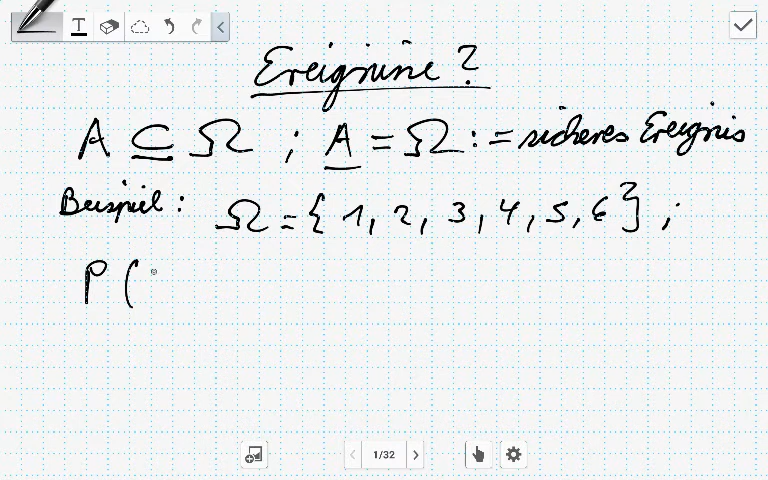 T
Ereignisse?
A ⊆ Ω ; A = Ω := sicheres Ereignis
Beispiel: Ω = { 1, 2, 3, 4, 5, 6 } ;
P (
1/32